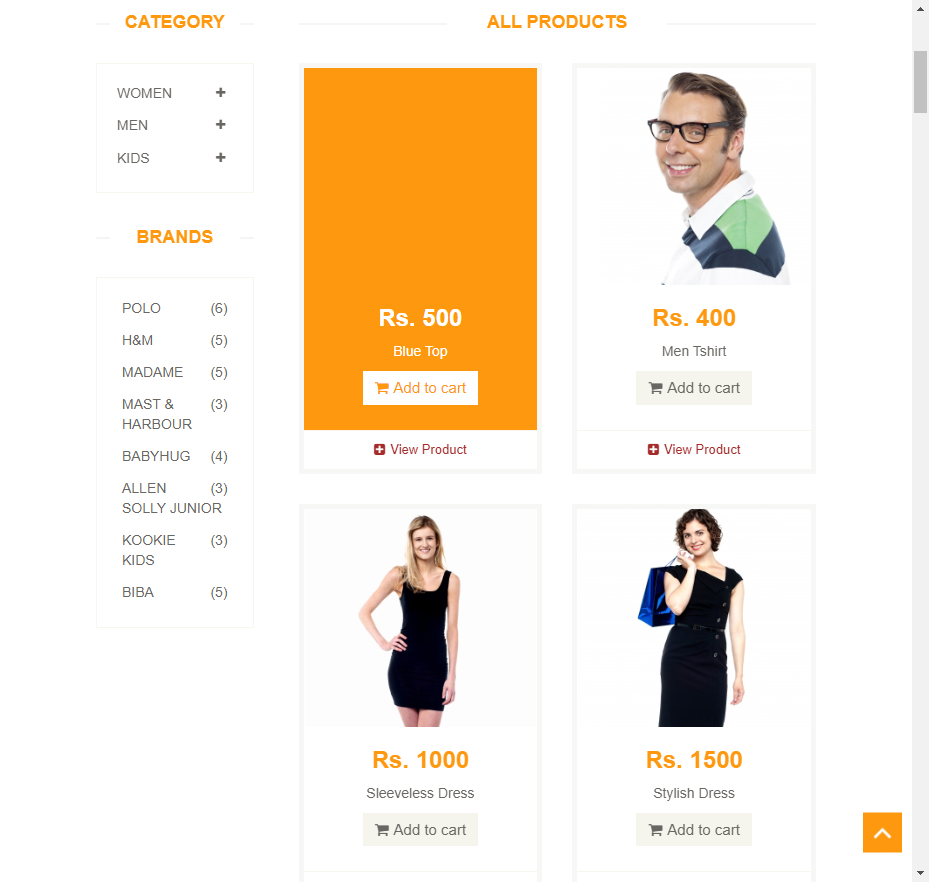 CATEGORY
WOMEN
MEN
KIDS
BRANDS
POLO (6)
H&M (5)
MADAME (5)
MAST & (3)
HARBOUR
BABYHUG (4)
ALLEN (3)
SOLLY JUNIOR
KOOKIE (3)
KIDS
BIBA (5)
ALL PRODUCTS
Rs. 500
Blue Top
Add to cart
View Product
Rs. 400
Men Tshirt
Add to cart
View Product
Rs. 1000
Sleeveless Dress
Add to cart
Rs. 1500
Stylish Dress
Add to cart